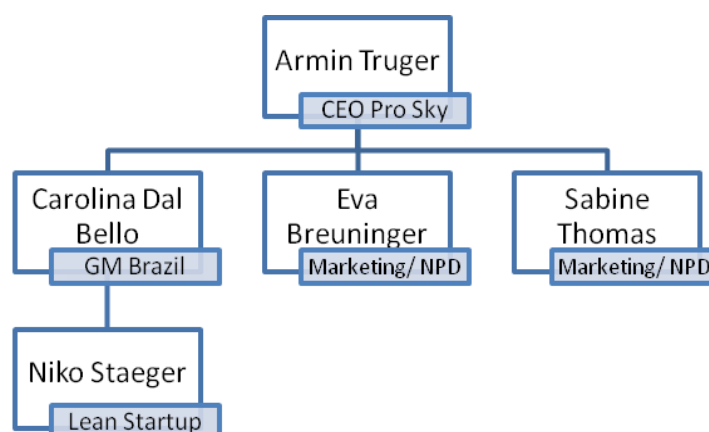 Armin Truger
CEO Pro Sky
Carolina Dal
Bello
GM Brazil
Eva
Breuninger
Marketing/ NPD
Sabine
Thomas
Marketing/ NPD
Niko Staeger
Lean Startup